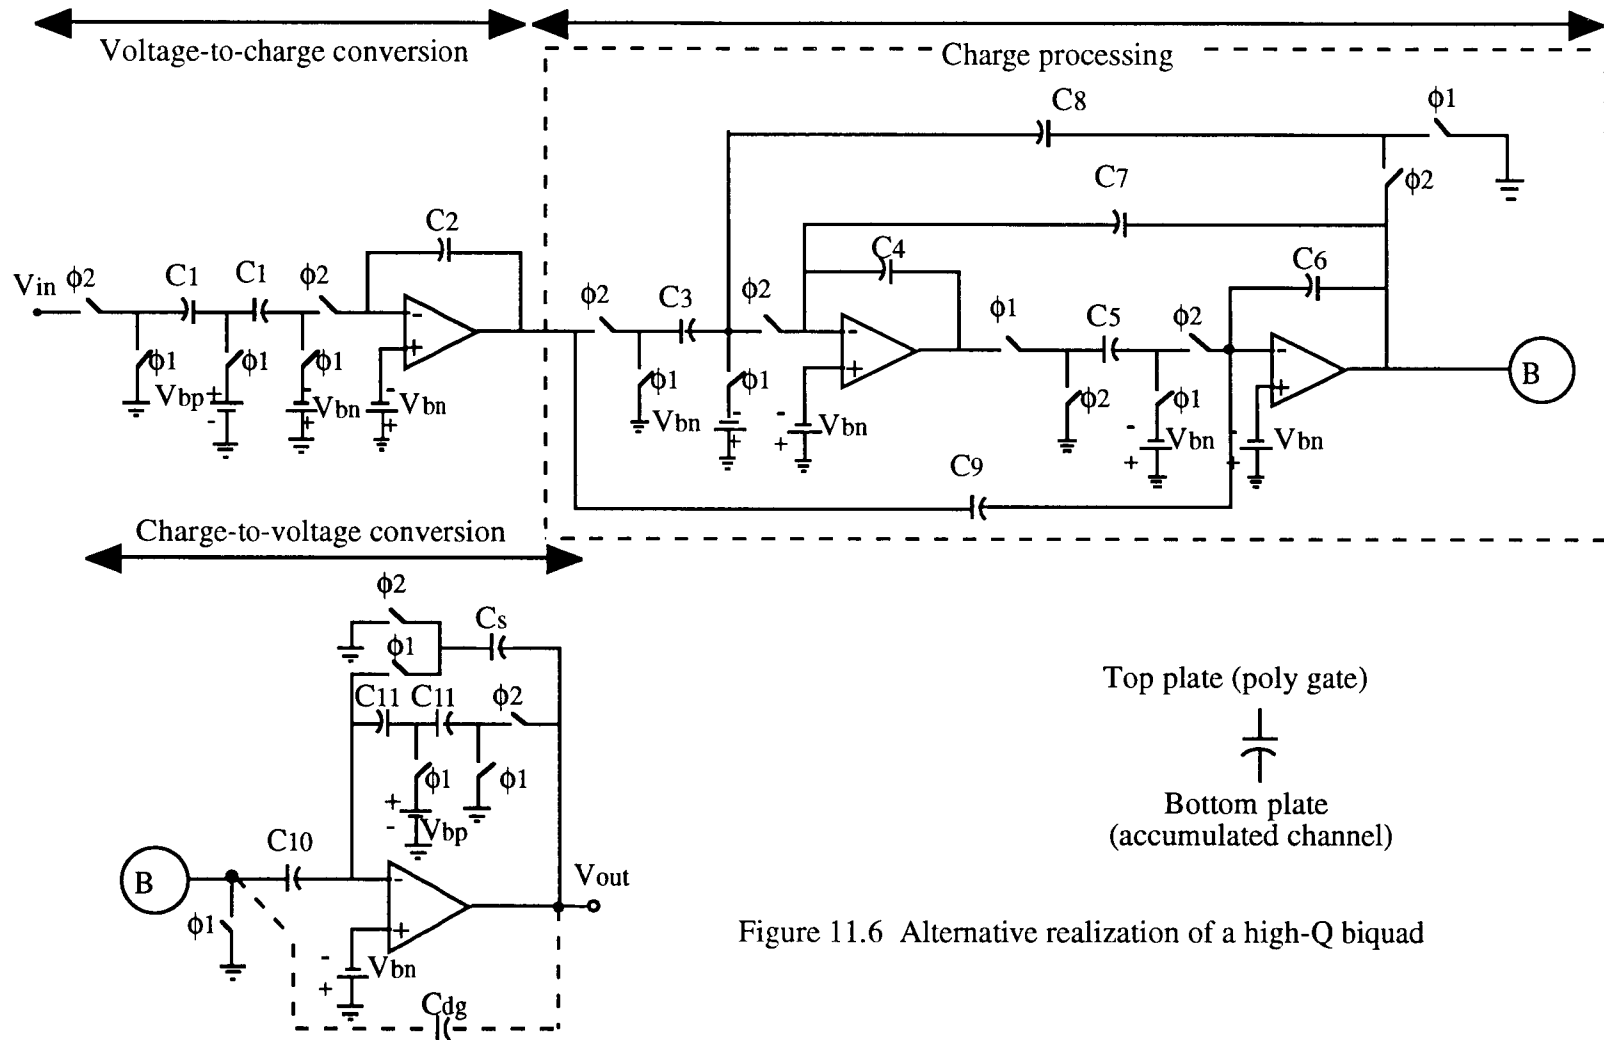 Voltage-to-charge conversion
Charge processing
C8
ϕ1
C7
ϕ2
C2
C4
C6
Vin ϕ2 C1 C1 ϕ2
-
+
ϕ2 C3 ϕ2
-
+
ϕ1 C5 ϕ2
-
+
B
ϕ1 Vbp + - ϕ1 ϕ1 - Vbn + - Vbn +
ϕ1 Vbn ϕ1 - + - Vbn +
ϕ2 ϕ1 - Vbn + - Vbn +
C9
Charge-to-voltage conversion
ϕ2
Cs
ϕ1
C11 C11 ϕ2
ϕ1 ϕ1
+ - Vbp
C10
B
-
+
Vout
ϕ1
- Vbn +
Cdg
Top plate (poly gate)
Bottom plate
(accumulated channel)
Figure 11.6 Alternative realization of a high-Q biquad